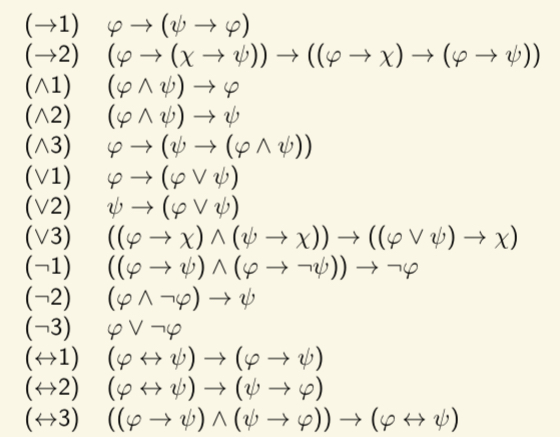 (→1) φ → (ψ → φ)
(→2) (φ → (χ → ψ)) → ((φ → χ) → (φ → ψ))
(∧1) (φ ∧ ψ) → φ
(∧2) (φ ∧ ψ) → ψ
(∧3) φ → (ψ → (φ ∧ ψ))
(∨1) φ → (φ ∨ ψ)
(∨2) ψ → (φ ∨ ψ)
(∨3) ((φ → χ) ∧ (ψ → χ)) → ((φ ∨ ψ) → χ)
(¬1) ((φ → ψ) ∧ (φ → ¬ψ)) → ¬φ
(¬2) (φ ∧ ¬φ) → ψ
(¬3) φ ∨ ¬φ
(↔1) (φ ↔ ψ) → (φ → ψ)
(↔2) (φ ↔ ψ) → (ψ → φ)
(↔3) ((φ → ψ) ∧ (ψ → φ)) → (φ ↔ ψ)